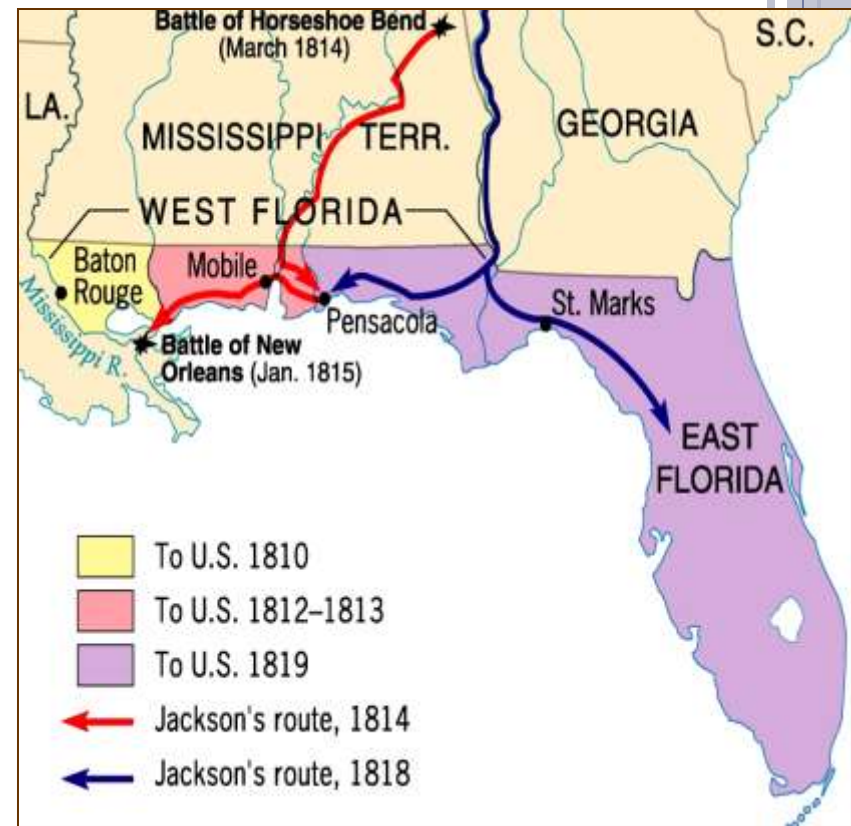 Battle of Horseshoe Bend
(March 1814)
S.C.
LA.
MISSISSIPPI TERR.
GEORGIA
WEST FLORIDA
Baton
Rouge
Mobile
Mississippi R.
Pensacola
St. Marks
Battle of New
Orleans (Jan. 1815)
EAST
FLORIDA
To U.S. 1810
To U.S. 1812–1813
To U.S. 1819
Jackson's route, 1814
Jackson's route, 1818